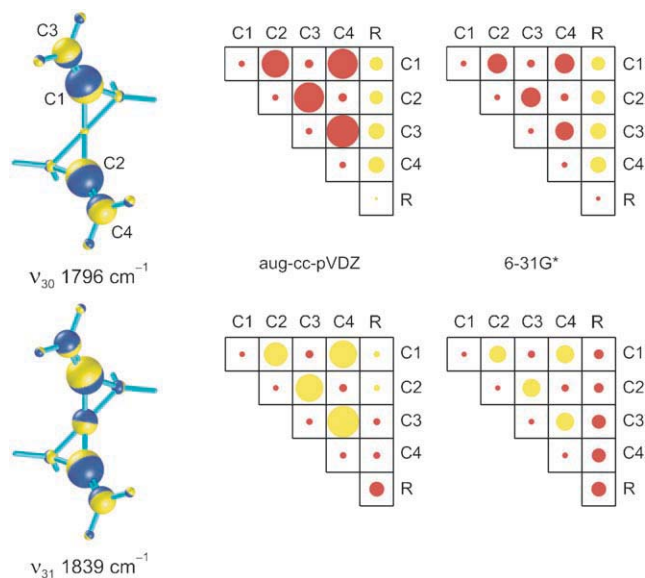 C3
C1
C2
C4
ν30 1796 cm⁻¹
C1 C2 C3 C4 R
C1
C2
C3
C4
R
C1 C2 C3 C4 R
C1
C2
C3
C4
R
aug-cc-pVDZ
6-31G*
ν31 1839 cm⁻¹
C1 C2 C3 C4 R
C1
C2
C3
C4
R
C1 C2 C3 C4 R
C1
C2
C3
C4
R